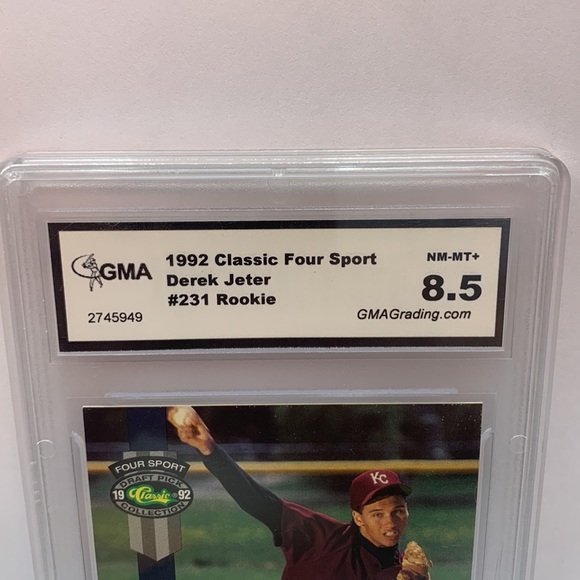 GMA
1992 Classic Four Sport
Derek Jeter
#231 Rookie
2745949
NM-MT+
8.5
GMAGrading.com
FOUR SPORT
DRAFT PICK
19 Classic 92
COLLECTION
KC